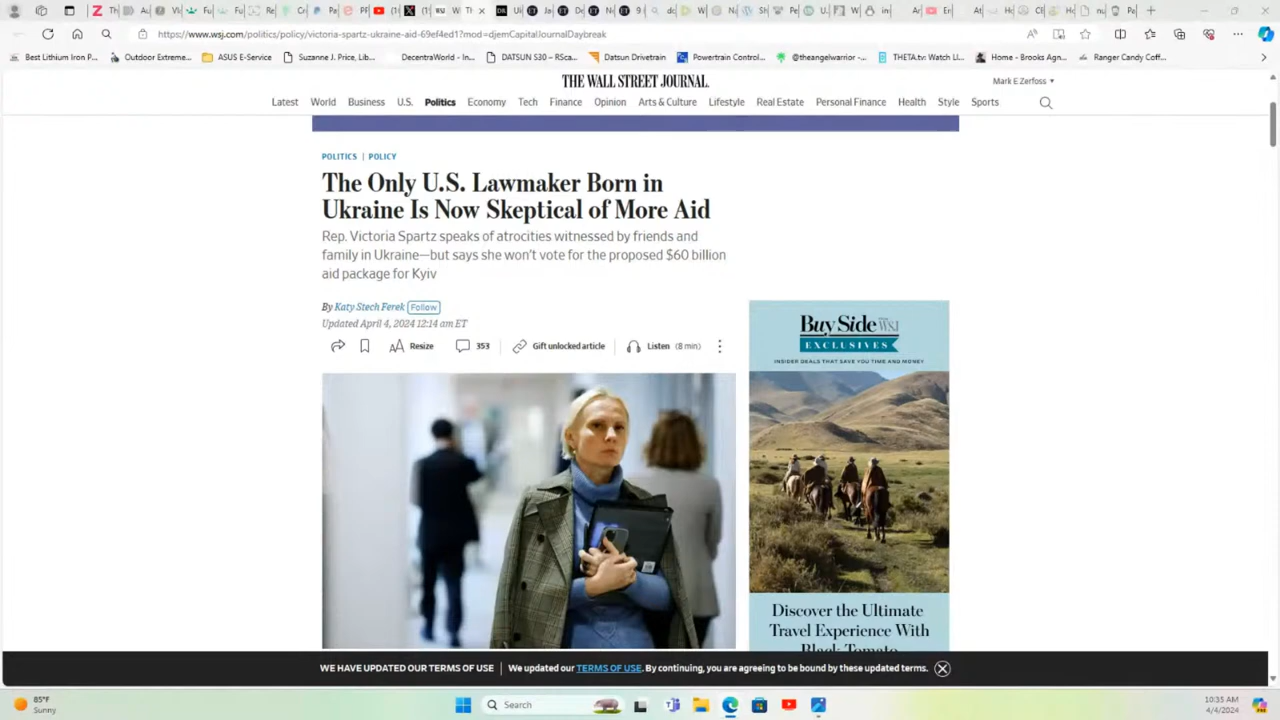 https://www.wsj.com/politics/policy/victoria-spartz-ukraine-aid-69ef4ed1?mod=djemCapitalJournalDaybreak
Best Lithium Iron P... Outdoor Extreme... ASUS E-Service Suzanne J. Price, Lib... DecentraWorld - In... DATSUN S30 – RSca... Datsun Drivetrain Powertrain Control... @theangelwarrior -... THETA.tv: Watch Li... Home - Brooks Agn... Ranger Candy Coff...
THE WALL STREET JOURNAL.
Mark E Zerfoss
Latest World Business U.S. Politics Economy Tech Finance Opinion Arts & Culture Lifestyle Real Estate Personal Finance Health Style Sports
POLITICS | POLICY
The Only U.S. Lawmaker Born in
Ukraine Is Now Skeptical of More Aid
Rep. Victoria Spartz speaks of atrocities witnessed by friends and
family in Ukraine—but says she won't vote for the proposed $60 billion
aid package for Kyiv
By Katy Stech Ferek Follow
Updated April 4, 2024 12:14 am ET
AA Resize 353 Gift unlocked article Listen (8 min)
Buy Side WSJ
EXCLUSIVES
INSIDER DEALS THAT SAVE YOU TIME AND MONEY
Discover the Ultimate
Travel Experience With
Black Tomato
WE HAVE UPDATED OUR TERMS OF USE | We updated our TERMS OF USE. By continuing, you are agreeing to be bound by these updated terms.
85°F
Sunny
Search
10:35 AM
4/4/2024